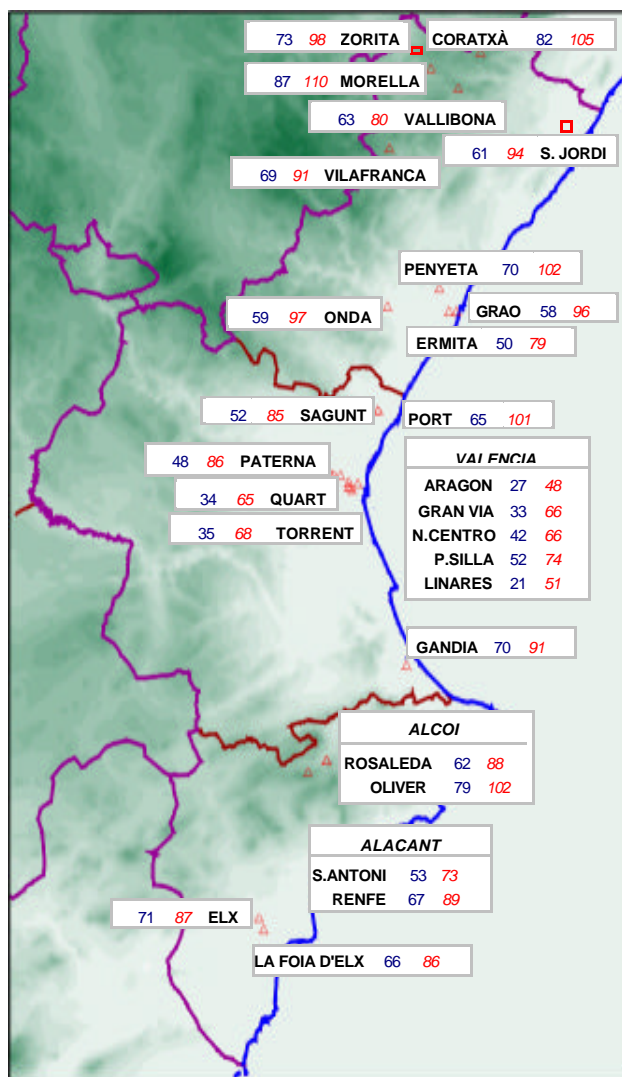 73 98 ZORITA
CORATXÀ 82 105
87 110 MORELLA
63 80 VALLIBONA
61 94 S. JORDI
69 91 VILAFRANCA
PENYETA 70 102
59 97 ONDA
GRAO 58 96
ERMITA 50 79
52 85 SAGUNT
PORT 65 101
48 86 PATERNA
34 65 QUART
35 68 TORRENT
VALENCIA
ARAGON 27 48
GRAN VIA 33 66
N.CENTRO 42 66
P.SILLA 52 74
LINARES 21 51
GANDIA 70 91
ALCOI
ROSALEDA 62 88
OLIVER 79 102
ALACANT
S.ANTONI 53 73
RENFE 67 89
71 87 ELX
LA FOIA D'ELX 66 86